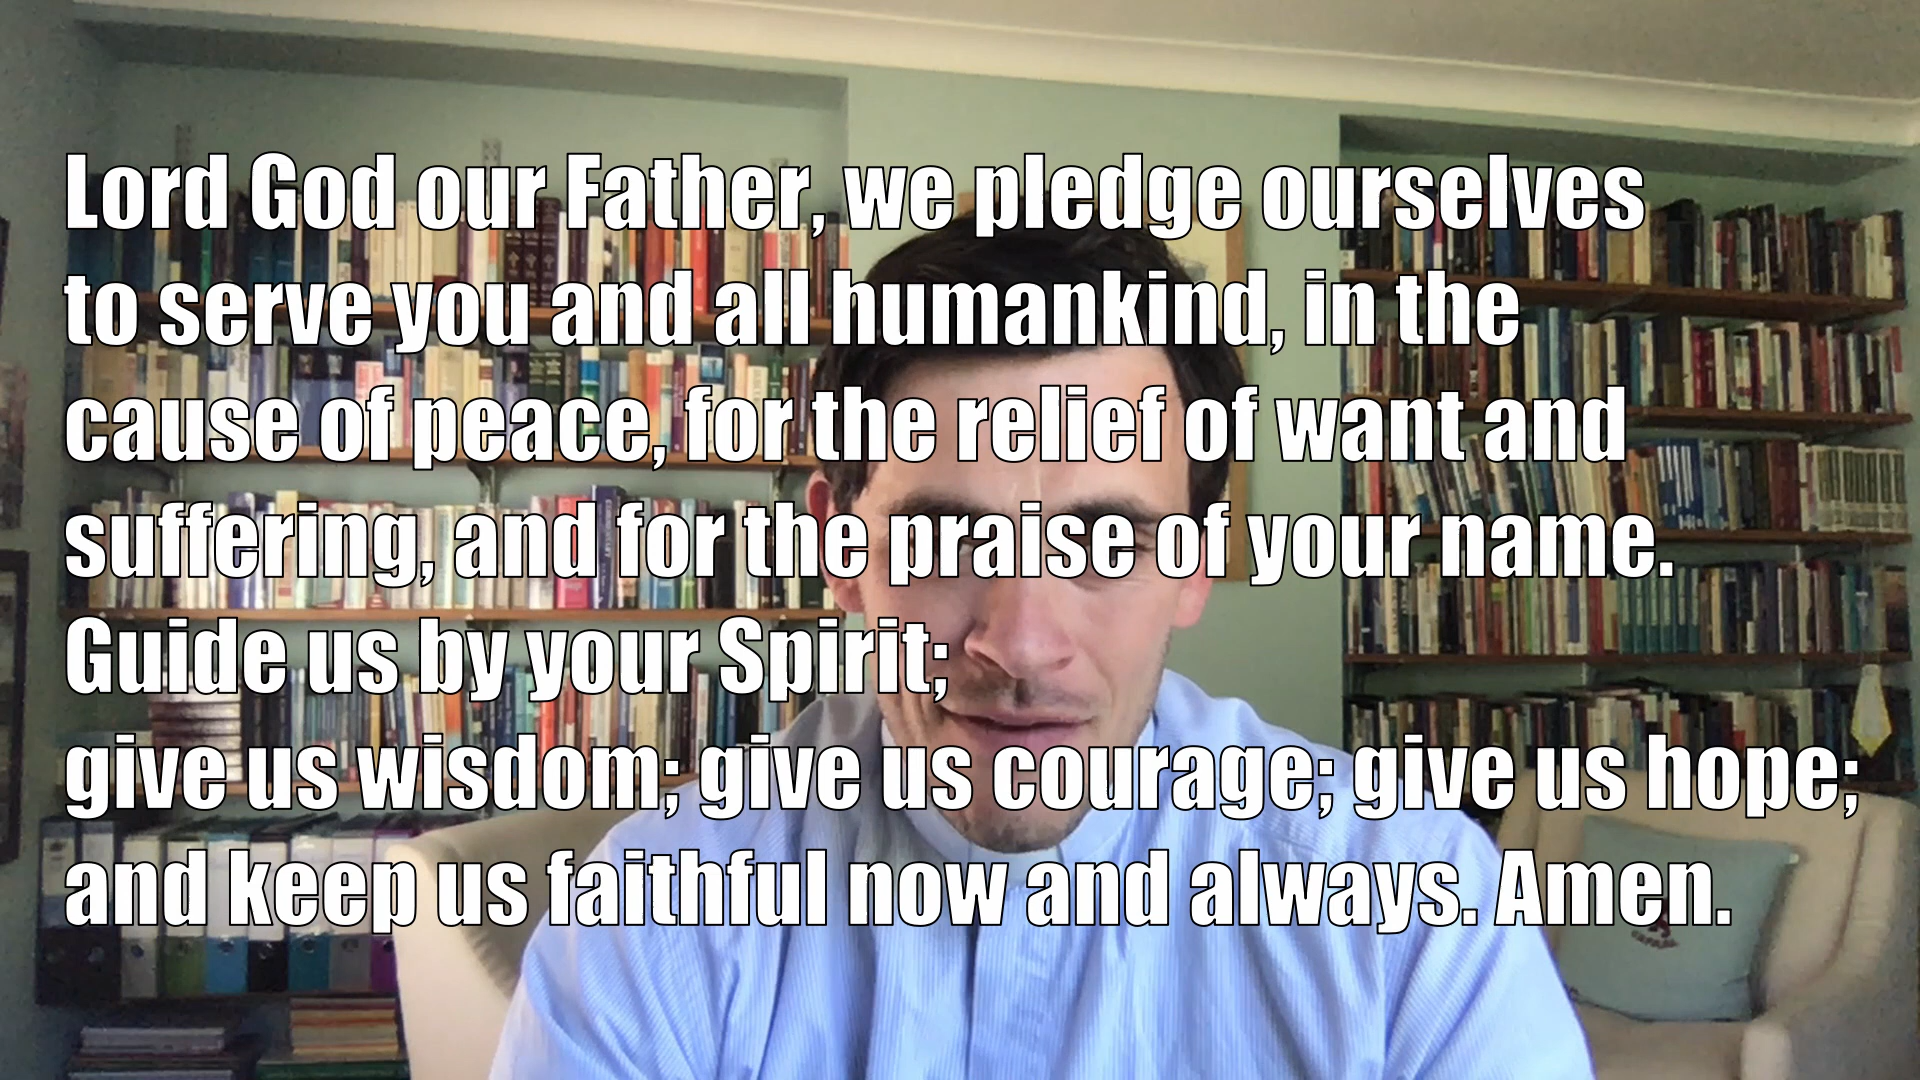 Lord God our Father, we pledge ourselves
to serve you and all humankind, in the
cause of peace, for the relief of want and
suffering, and for the praise of your name.
Guide us by your Spirit;
give us wisdom; give us courage; give us hope;
and keep us faithful now and always. Amen.